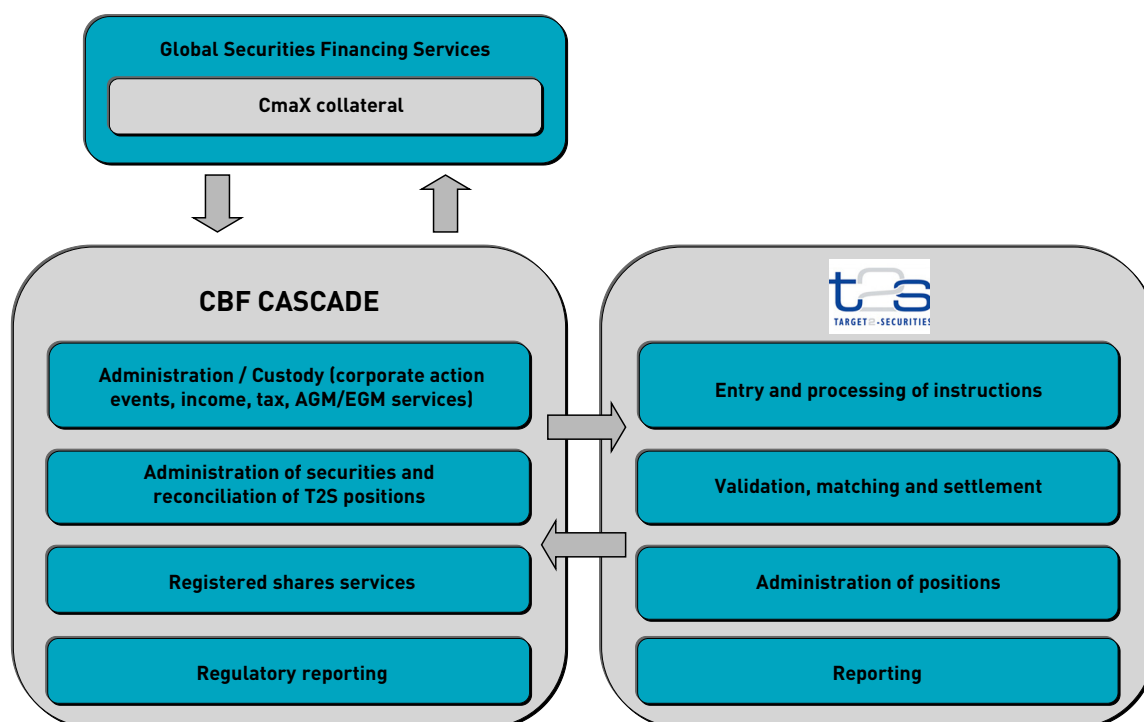 Global Securities Financing Services
CmaX collateral
CBF CASCADE
Administration / Custody (corporate action
events, income, tax, AGM/EGM services)
Administration of securities and
reconciliation of T2S positions
Registered shares services
Regulatory reporting
t2s
TARGET2-SECURITIES
Entry and processing of instructions
Validation, matching and settlement
Administration of positions
Reporting